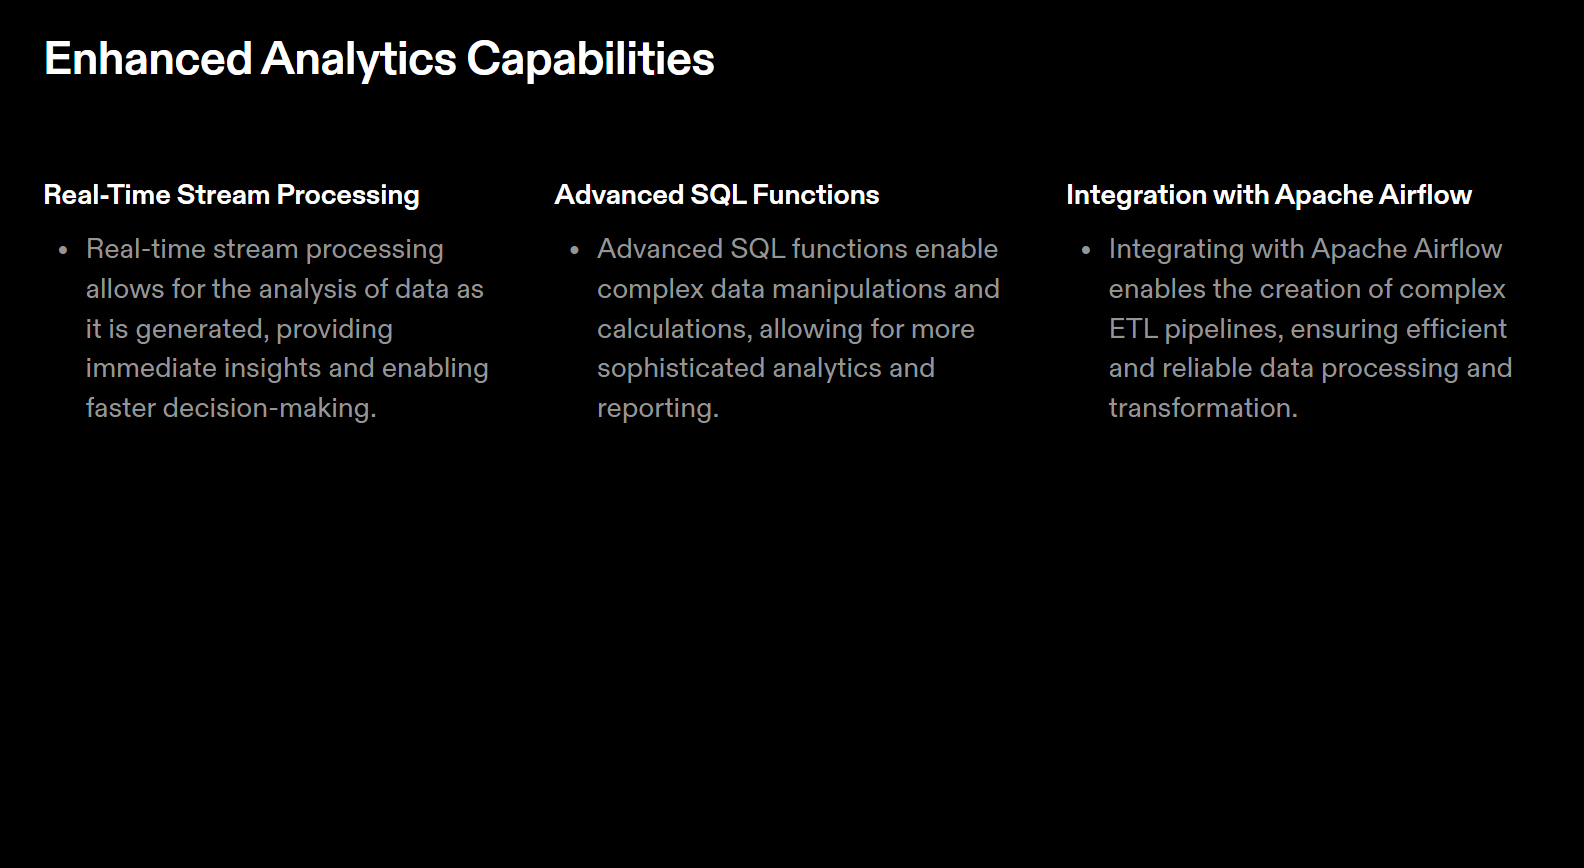 Enhanced Analytics Capabilities
Real-Time Stream Processing
• Real-time stream processing
allows for the analysis of data as
it is generated, providing
immediate insights and enabling
faster decision-making.
Advanced SQL Functions
• Advanced SQL functions enable
complex data manipulations and
calculations, allowing for more
sophisticated analytics and
reporting.
Integration with Apache Airflow
• Integrating with Apache Airflow
enables the creation of complex
ETL pipelines, ensuring efficient
and reliable data processing and
transformation.